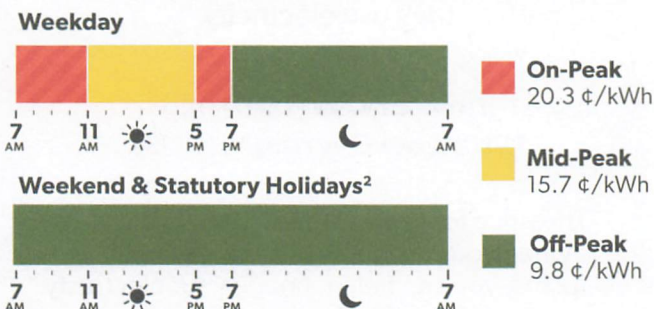 Weekday
7 AM 11 AM 5 PM 7 PM 7 AM
Weekend & Statutory Holidays²
7 AM 11 AM 5 PM 7 PM 7 AM
On-Peak
20.3 ¢/kWh
Mid-Peak
15.7 ¢/kWh
Off-Peak
9.8 ¢/kWh